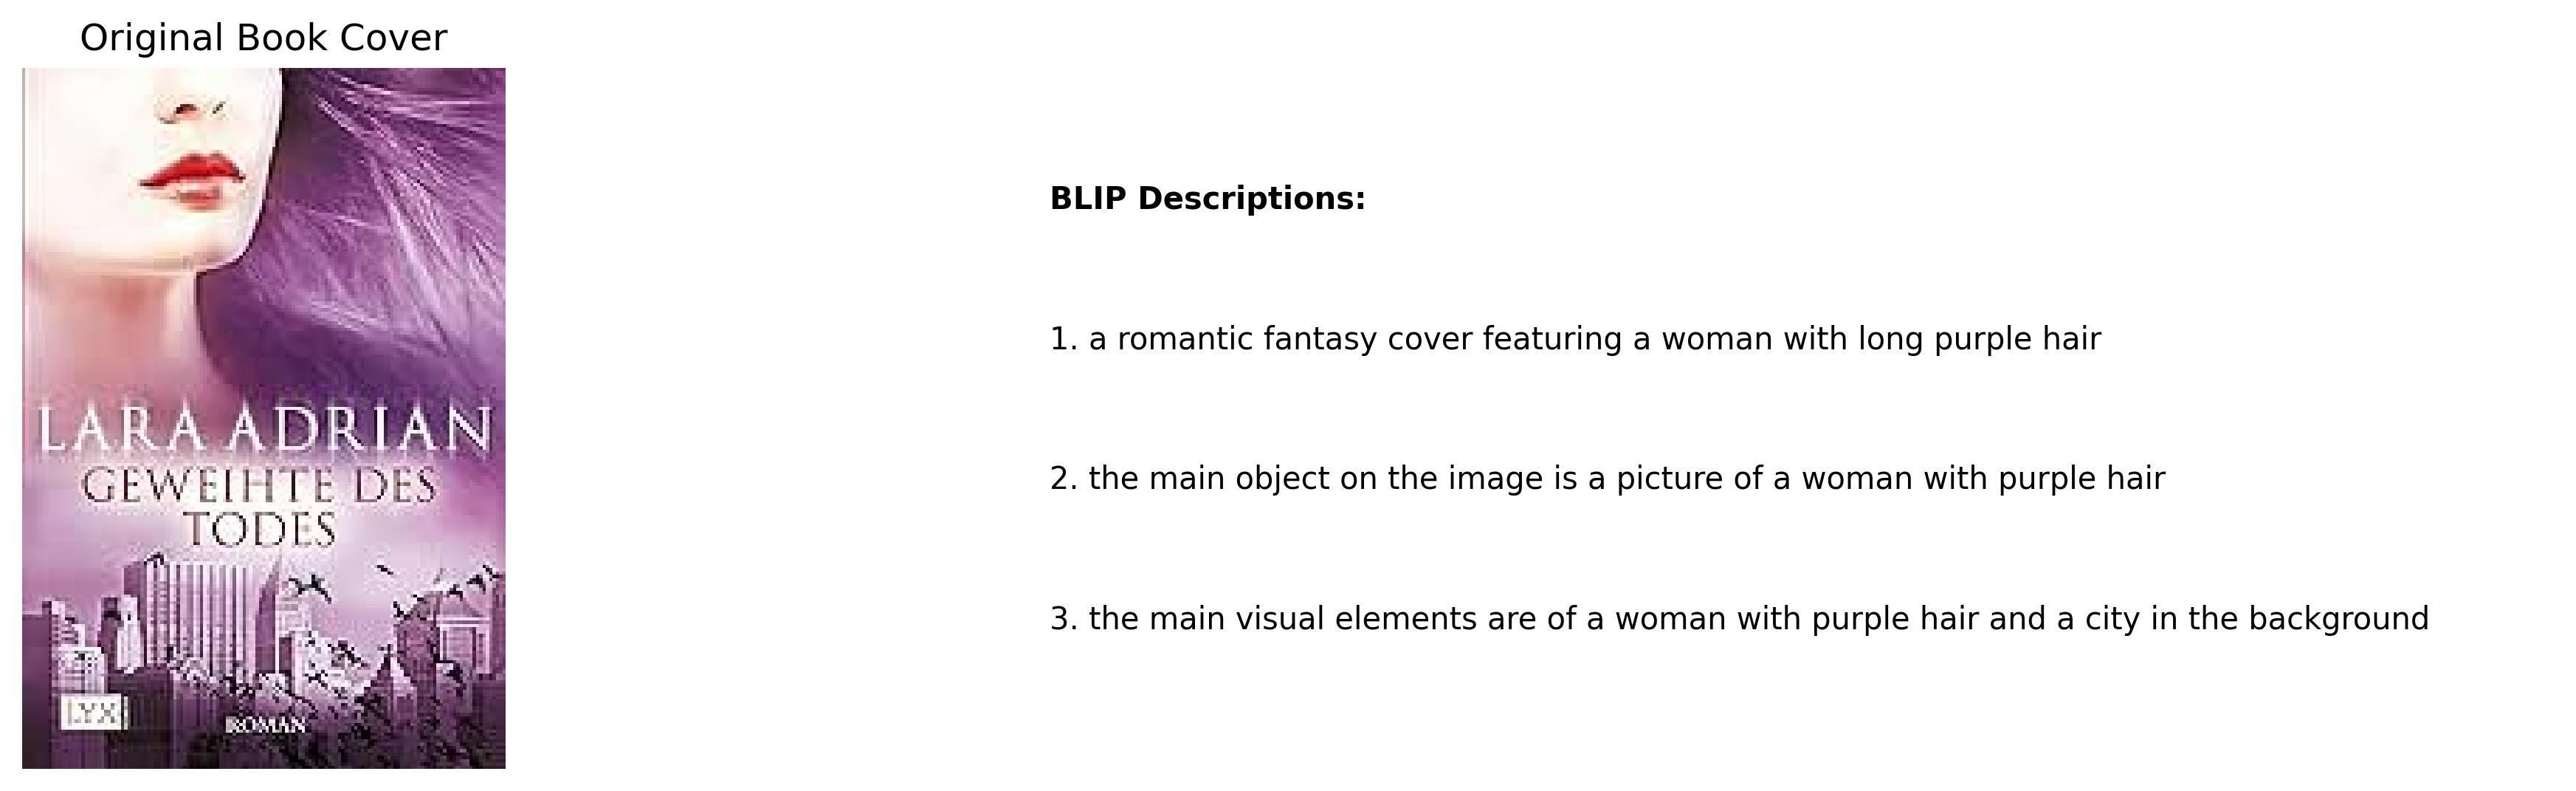 Original Book Cover
LARA ADRIAN
GEWEIHTE DES
TODES
LYX
ROMAN
BLIP Descriptions:
1. a romantic fantasy cover featuring a woman with long purple hair
2. the main object on the image is a picture of a woman with purple hair
3. the main visual elements are of a woman with purple hair and a city in the background